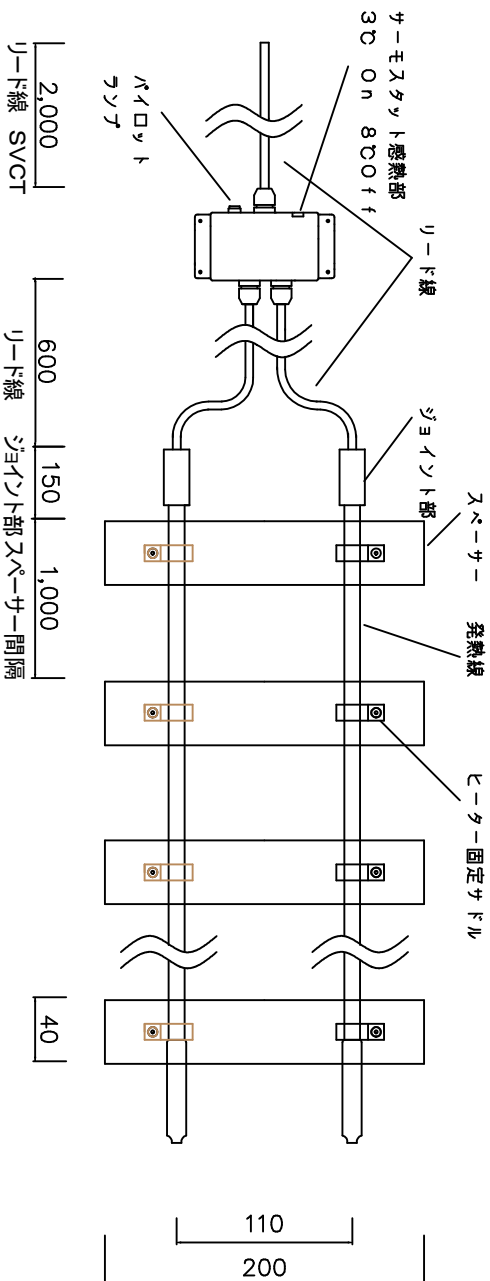 サーモスタット感熱部
3℃ On 8℃Off
パイロット
ランプ
リード線
ジョイント部
スペーサー
発熱線
ヒーター固定サドル
2,000
リード線 SVCT
600
リード線
150
ジョイント部
1,000
スペーサー間隔
40
110
200